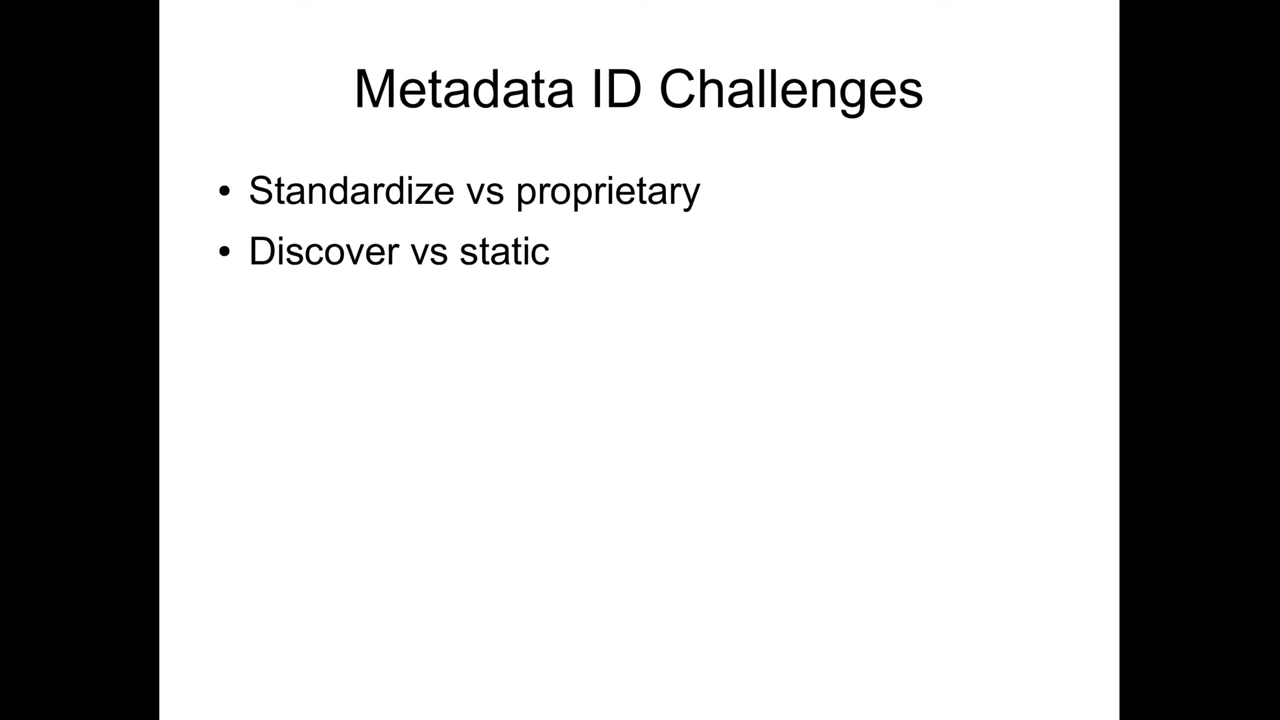 Metadata ID Challenges
• Standardize vs proprietary
• Discover vs static